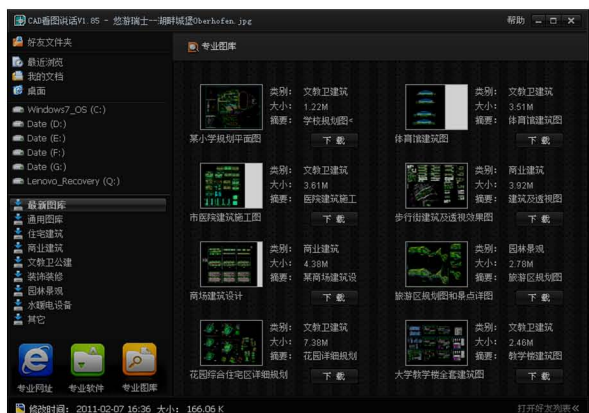 CAD看图说话V1.85 - 悠游瑞士--湖畔城堡Oberhofen.jpg
帮助
好友文件夹
专业图库
最近浏览
我的文档
桌面
Windows7_OS (C:)
Date (D:)
Date (E:)
Date (F:)
Date (G:)
Lenovo_Recovery (Q:)
最新图库
通用图库
住宅建筑
商业建筑
文教卫公建
装饰装修
园林景观
水暖电设备
其它
专业网址 专业软件 专业图库
类别: 文教卫建筑
大小: 1.22M
摘要: 学校规划图<
某小学规划平面图 下 载
类别: 文教卫建筑
大小: 3.51M
摘要: 体育馆建筑图
体育馆建筑图 下 载
类别: 文教卫建筑
大小: 3.61M
摘要: 医院建筑施工
市医院建筑施工图 下 载
类别: 商业建筑
大小: 3.92M
摘要: 建筑及透视图
步行街建筑及透视效果图 下 载
类别: 商业建筑
大小: 4.38M
摘要: 某商场建筑设
商场建筑设计 下 载
类别: 园林景观
大小: 2.78M
摘要: 旅游区规划图
旅游区规划图和景点详图 下 载
类别: 文教卫建筑
大小: 7.38M
摘要: 花园详细规划
花园综合住宅区详细规划 下 载
类别: 文教卫建筑
大小: 2.46M
摘要: 教学楼建筑图
大学教学楼全套建筑图 下 载
修改时间: 2011-02-07 16:36 大小: 166.06 K
打开好友列表≪